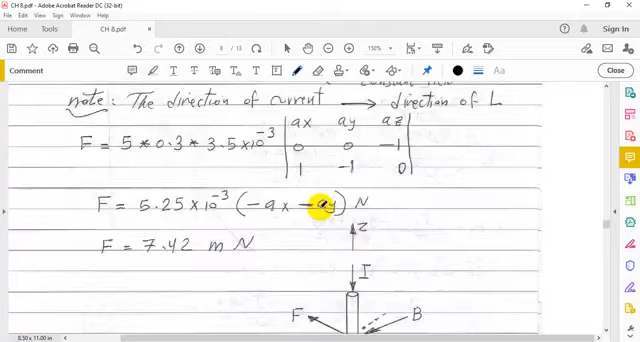 CH 8.pdf - Adobe Acrobat Reader DC (32-bit)
File Edit View Sign Window Help
Home Tools CH 8.pdf × Sign In
8 / 13 150%
Comment Close
note: The direction of current → direction of L
F = 5 * 0.3 * 3.5 × 10⁻³ | ax ay az |
| 0 0 -1 |
| 1 -1 0 |
F = 5.25 × 10⁻³ (-ax - ay) N
F = 7.42 m N
Z
I
F B
8.50 x 11.00 in